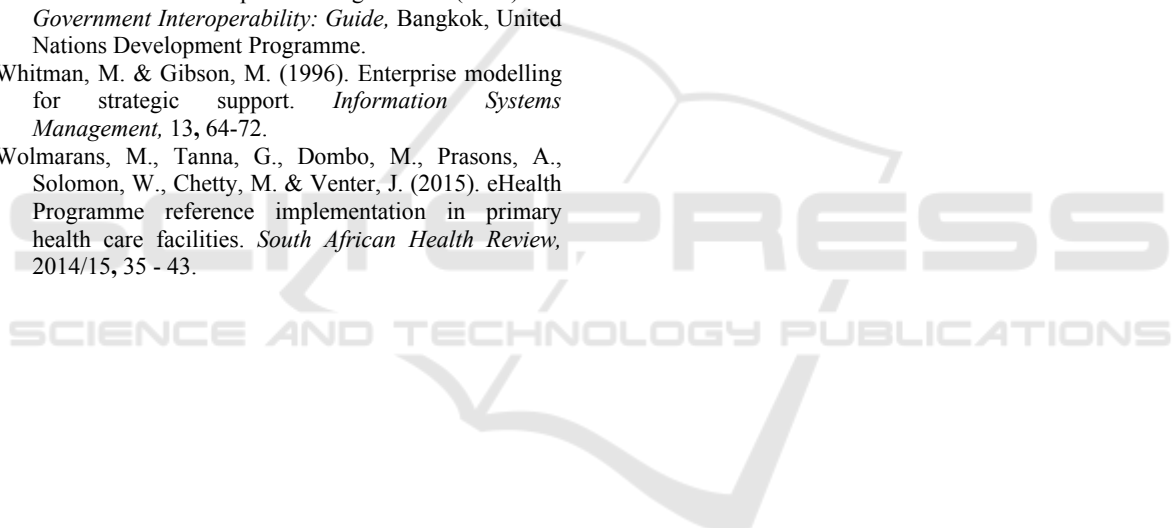 Government Interoperability: Guide, Bangkok, United
Nations Development Programme.
Whitman, M. & Gibson, M. (1996). Enterprise modelling
for strategic support. Information Systems
Management, 13, 64-72.
Wolmarans, M., Tanna, G., Dombo, M., Prasons, A.,
Solomon, W., Chetty, M. & Venter, J. (2015). eHealth
Programme reference implementation in primary
health care facilities. South African Health Review,
2014/15, 35 - 43.
SCITEPRESS
SCIENCE AND TECHNOLOGY PUBLICATIONS